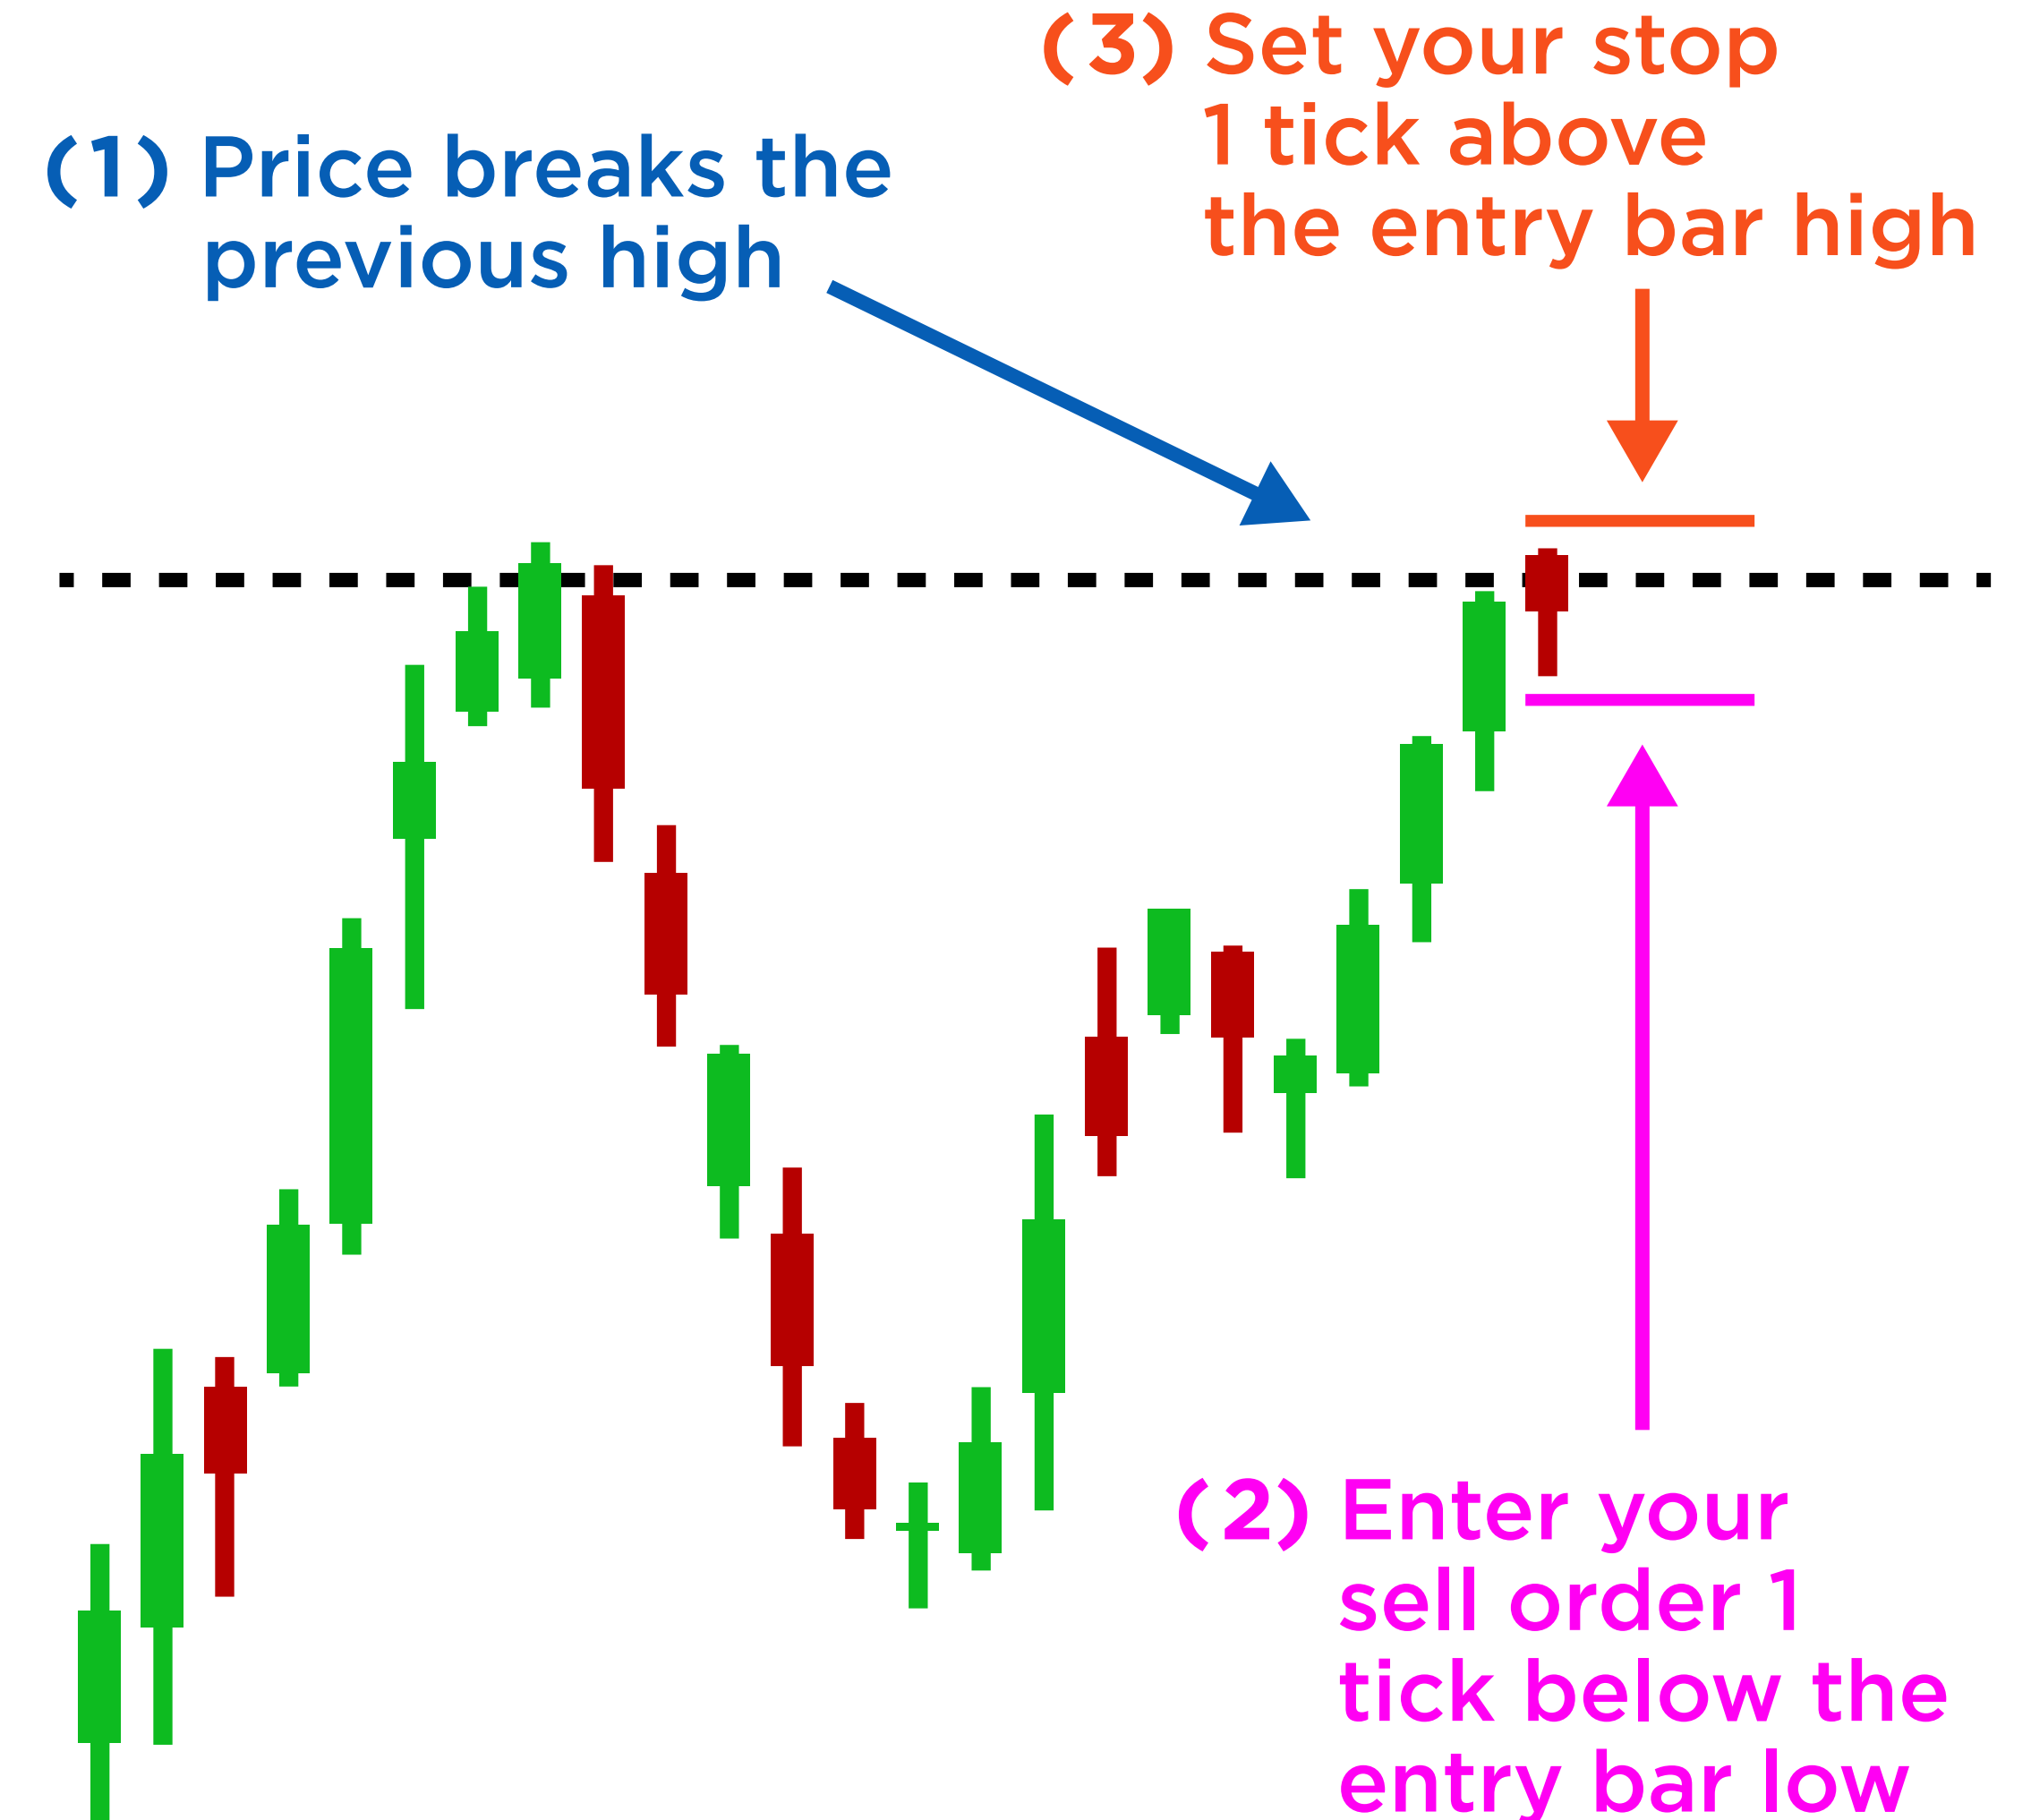 (3) Set your stop
1 tick above
the entry bar high
(1) Price breaks the
previous high
(2) Enter your
sell order 1
tick below the
entry bar low